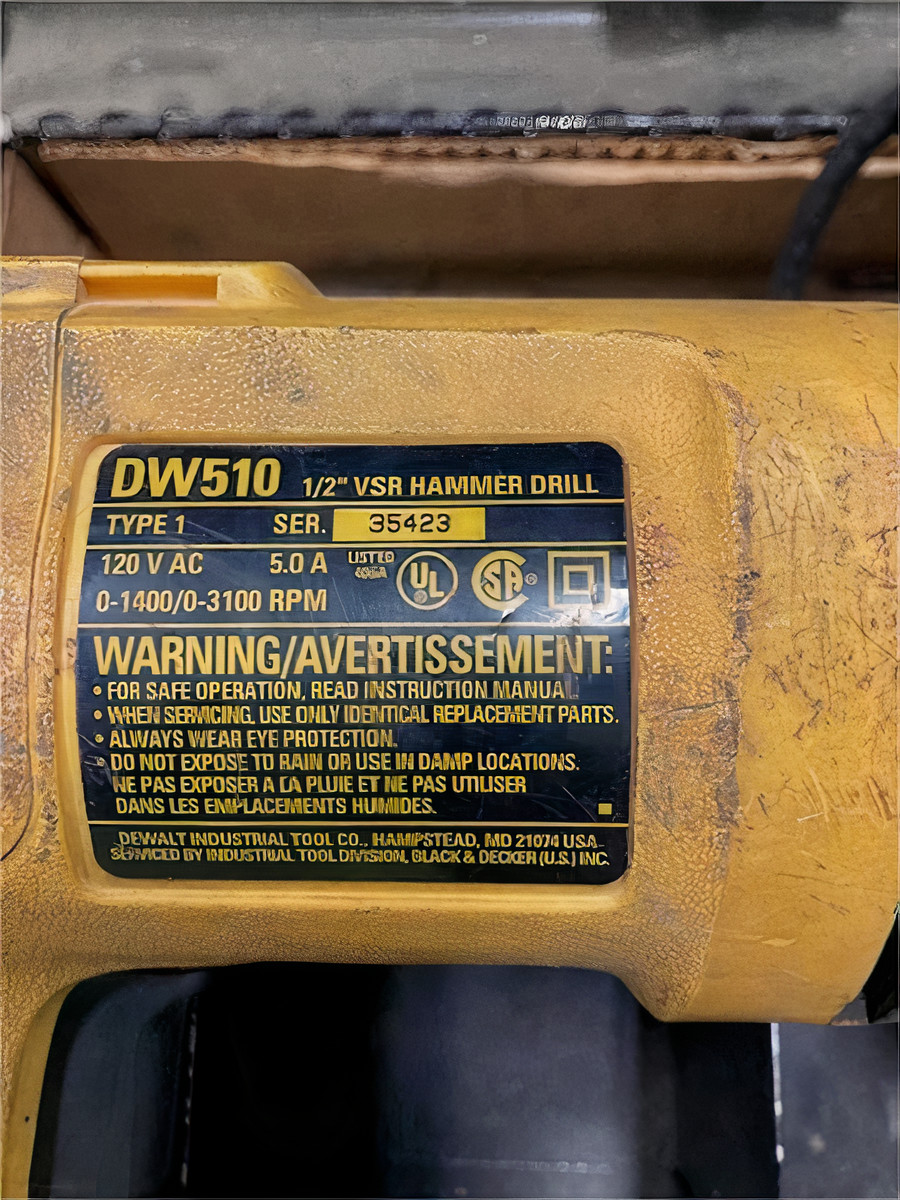 DW510 1/2" VSR HAMMER DRILL
TYPE 1 SER. 35423
120 V AC 5.0 A LISTED UL SA ®
0-1400/0-3100 RPM
WARNING/AVERTISSEMENT:
• FOR SAFE OPERATION, READ INSTRUCTION MANUAL.
• WHEN SERVICING, USE ONLY IDENTICAL REPLACEMENT PARTS.
• ALWAYS WEAR EYE PROTECTION.
• DO NOT EXPOSE TO RAIN OR USE IN DAMP LOCATIONS.
NE PAS EXPOSER A LA PLUIE ET NE PAS UTILISER
DANS LES EMPLACEMENTS HUMIDES.
DEWALT INDUSTRIAL TOOL CO., HAMPSTEAD, MD 21074 USA
SERVICED BY INDUSTRIAL TOOL DIVISION, BLACK & DECKER (U.S.) INC.